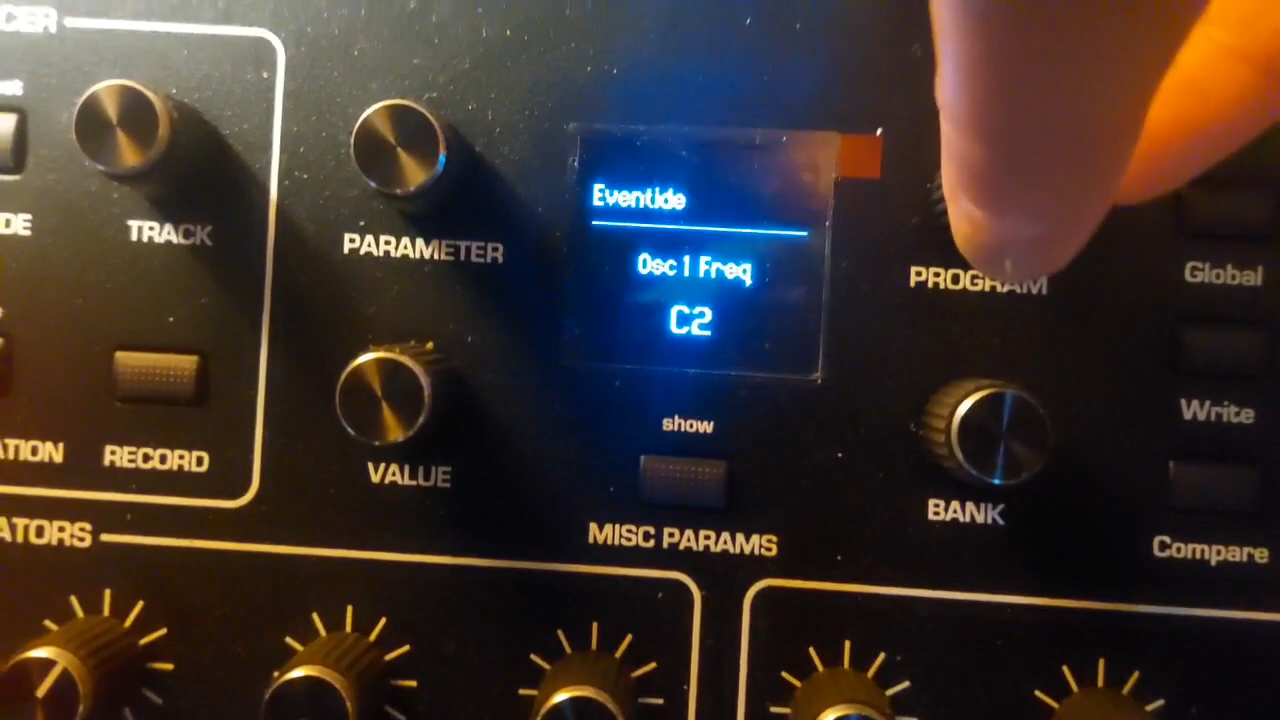 TRACK
RECORD
PARAMETER
VALUE
Eventide
Osc 1 Freq
C2
show
MISC PARAMS
PROGRAM
BANK
Global
Write
Compare